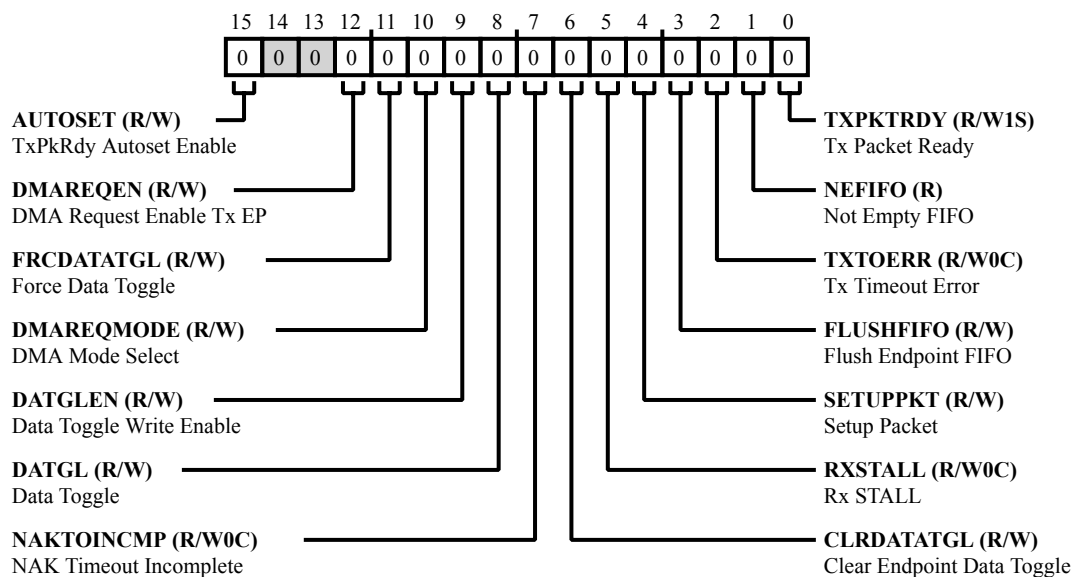 15 14 13 12 11 10 9 8 7 6 5 4 3 2 1 0
0 0 0 0 0 0 0 0 0 0 0 0 0 0 0 0
AUTOSET (R/W)
TxPkRdy Autoset Enable
DMAREQEN (R/W)
DMA Request Enable Tx EP
FRCDATATGL (R/W)
Force Data Toggle
DMAREQMODE (R/W)
DMA Mode Select
DATGLEN (R/W)
Data Toggle Write Enable
DATGL (R/W)
Data Toggle
NAKTOINCMP (R/W0C)
NAK Timeout Incomplete
TXPKTRDY (R/W1S)
Tx Packet Ready
NEFIFO (R)
Not Empty FIFO
TXTOERR (R/W0C)
Tx Timeout Error
FLUSHFIFO (R/W)
Flush Endpoint FIFO
SETUPPKT (R/W)
Setup Packet
RXSTALL (R/W0C)
Rx STALL
CLRDATATGL (R/W)
Clear Endpoint Data Toggle